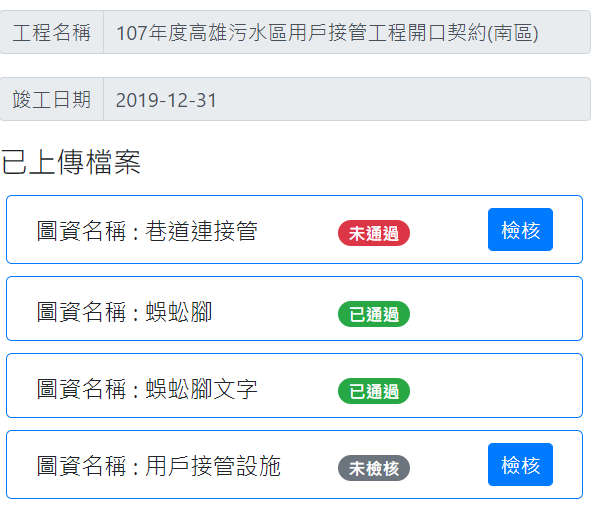 工程名稱 107年度高雄污水區用戶接管工程開口契約(南區)
竣工日期 2019-12-31
已上傳檔案
圖資名稱 : 巷道連接管 未通過 檢核
圖資名稱 : 蜈蚣腳 已通過
圖資名稱 : 蜈蚣腳文字 已通過
圖資名稱 : 用戶接管設施 未檢核 檢核